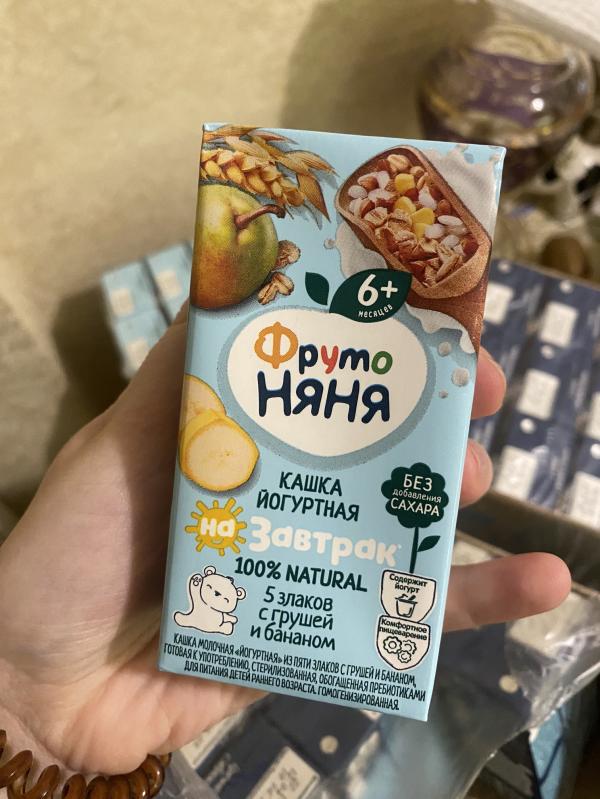 6+
месяцев
Фруто
НЯНЯ
КАШКА
ЙОГУРТНАЯ
на Завтрак
100% NATURAL
5 злаков
с грушей
и бананом
БЕЗ
добавления
САХАРА
Содержит
йогурт
Комфортное
пищеварение
КАШКА МОЛОЧНАЯ «ЙОГУРТНАЯ» ИЗ ПЯТИ ЗЛАКОВ С ГРУШЕЙ И БАНАНОМ,
ГОТОВАЯ К УПОТРЕБЛЕНИЮ, СТЕРИЛИЗОВАННАЯ, ОБОГАЩЕННАЯ ПРЕБИОТИКАМИ
ДЛЯ ПИТАНИЯ ДЕТЕЙ РАННЕГО ВОЗРАСТА. ГОМОГЕНИЗИРОВАННАЯ.